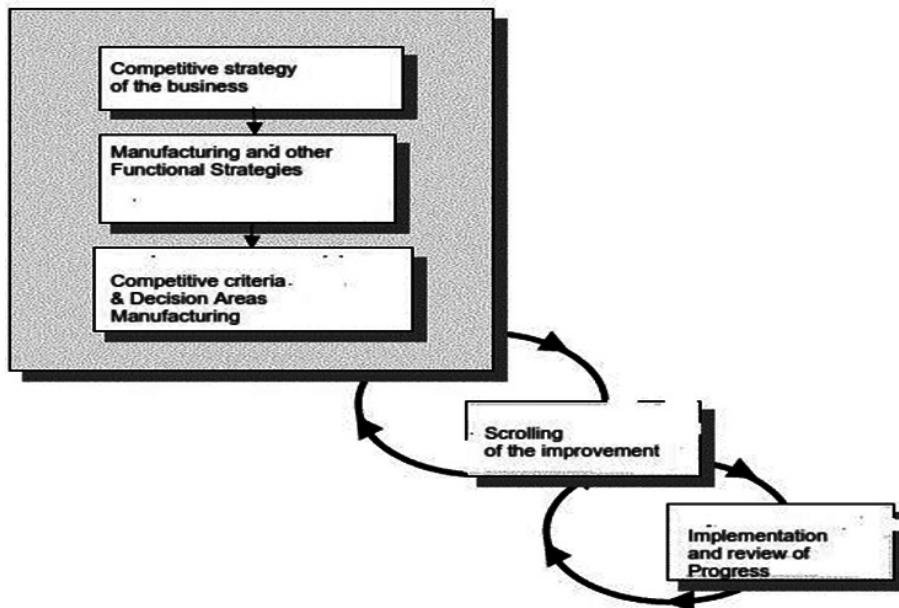 Competitive strategy
of the business
Manufacturing and other
Functional Strategies
Competitive criteria
& Decision Areas
Manufacturing
Scrolling
of the improvement
Implementation
and review of
Progress